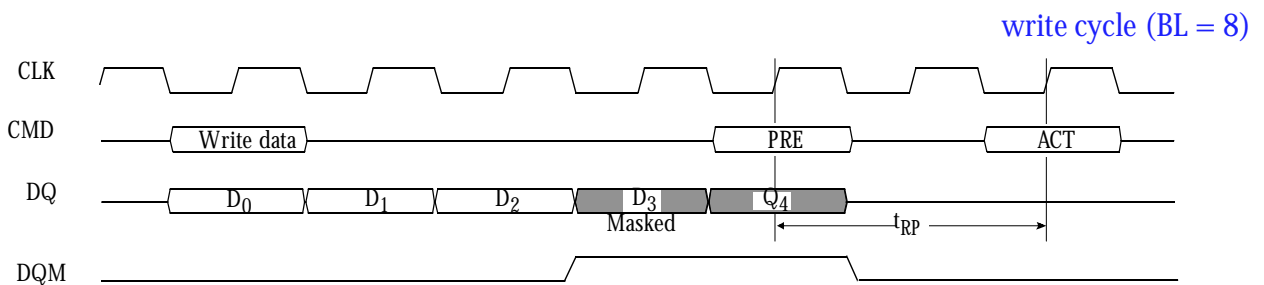 write cycle (BL = 8)
CLK
CMD Write data PRE ACT
DQ D0 D1 D2 D3 Q4
Masked tRP
DQM